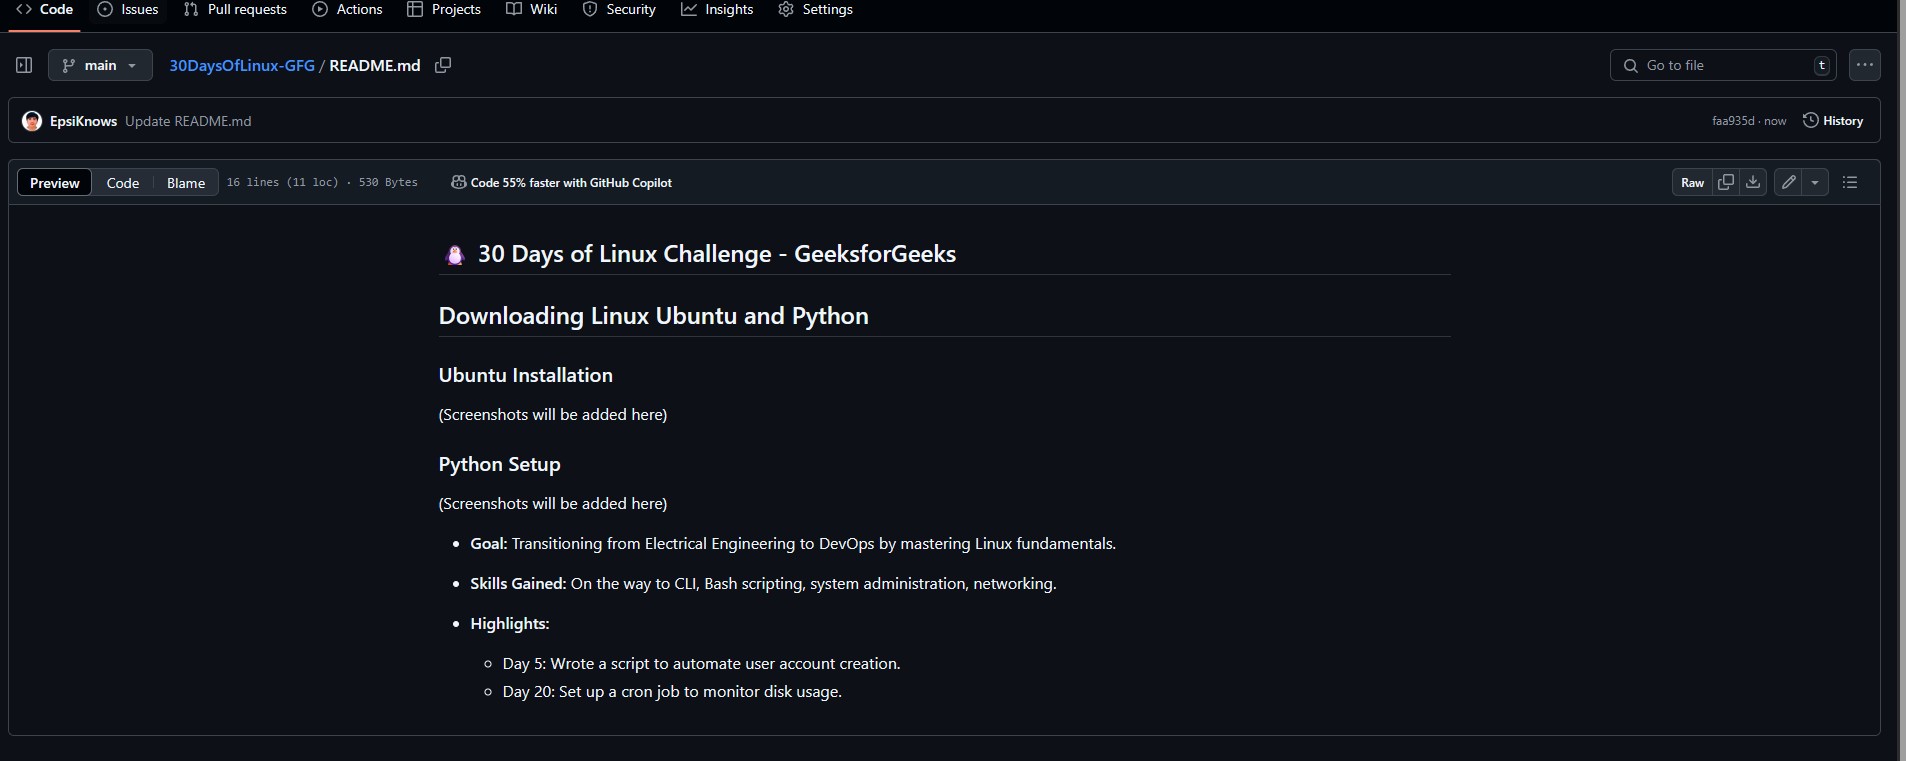 Code Issues Pull requests Actions Projects Wiki Security Insights Settings
main 30DaysOfLinux-GFG / README.md Go to file t
EpsiKnows Update README.md faa935d · now History
Preview Code Blame 16 lines (11 loc) · 530 Bytes Code 55% faster with GitHub Copilot Raw
🐧 30 Days of Linux Challenge - GeeksforGeeks
Downloading Linux Ubuntu and Python
Ubuntu Installation
(Screenshots will be added here)
Python Setup
(Screenshots will be added here)
• Goal: Transitioning from Electrical Engineering to DevOps by mastering Linux fundamentals.
• Skills Gained: On the way to CLI, Bash scripting, system administration, networking.
• Highlights:
◦ Day 5: Wrote a script to automate user account creation.
◦ Day 20: Set up a cron job to monitor disk usage.